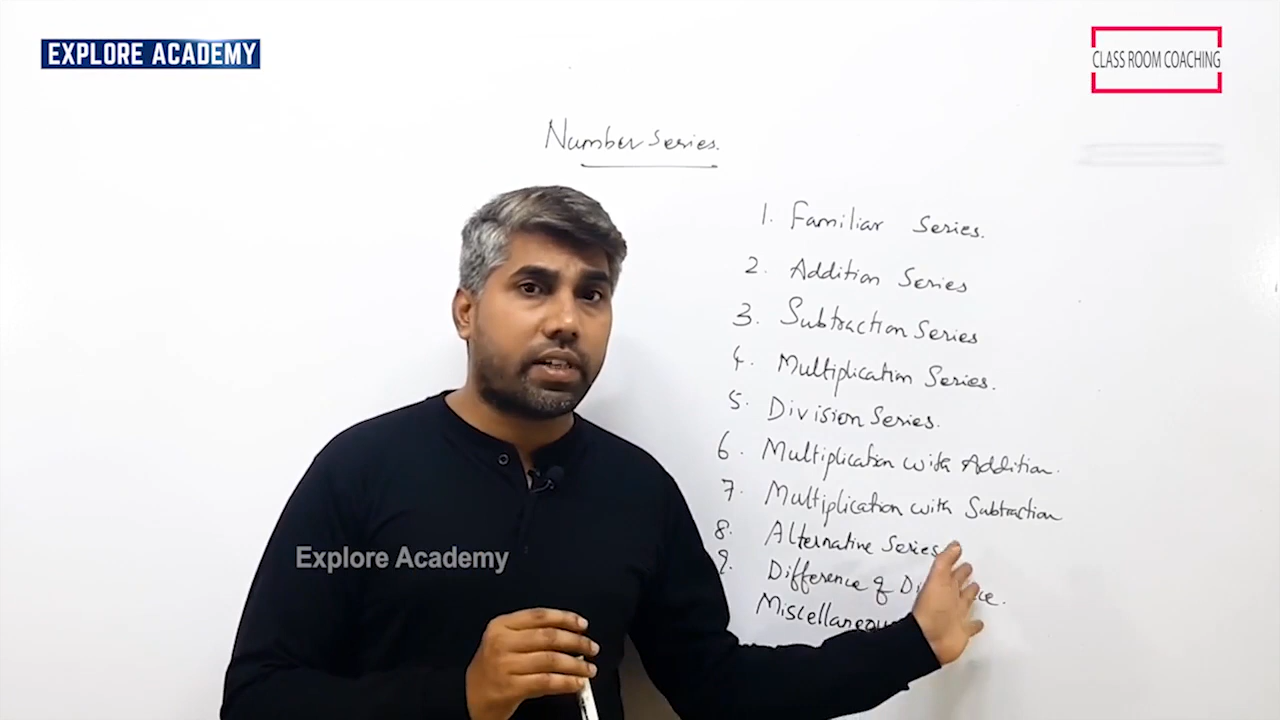 EXPLORE ACADEMY
CLASS ROOM COACHING
Number Series.
1. Familiar Series.
2. Addition Series
3. Subtraction Series
4. Multiplication Series.
5. Division Series.
6. Multiplication with Addition.
7. Multiplication with Subtraction
8. Alternative Series
9. Difference of
Explore Academy